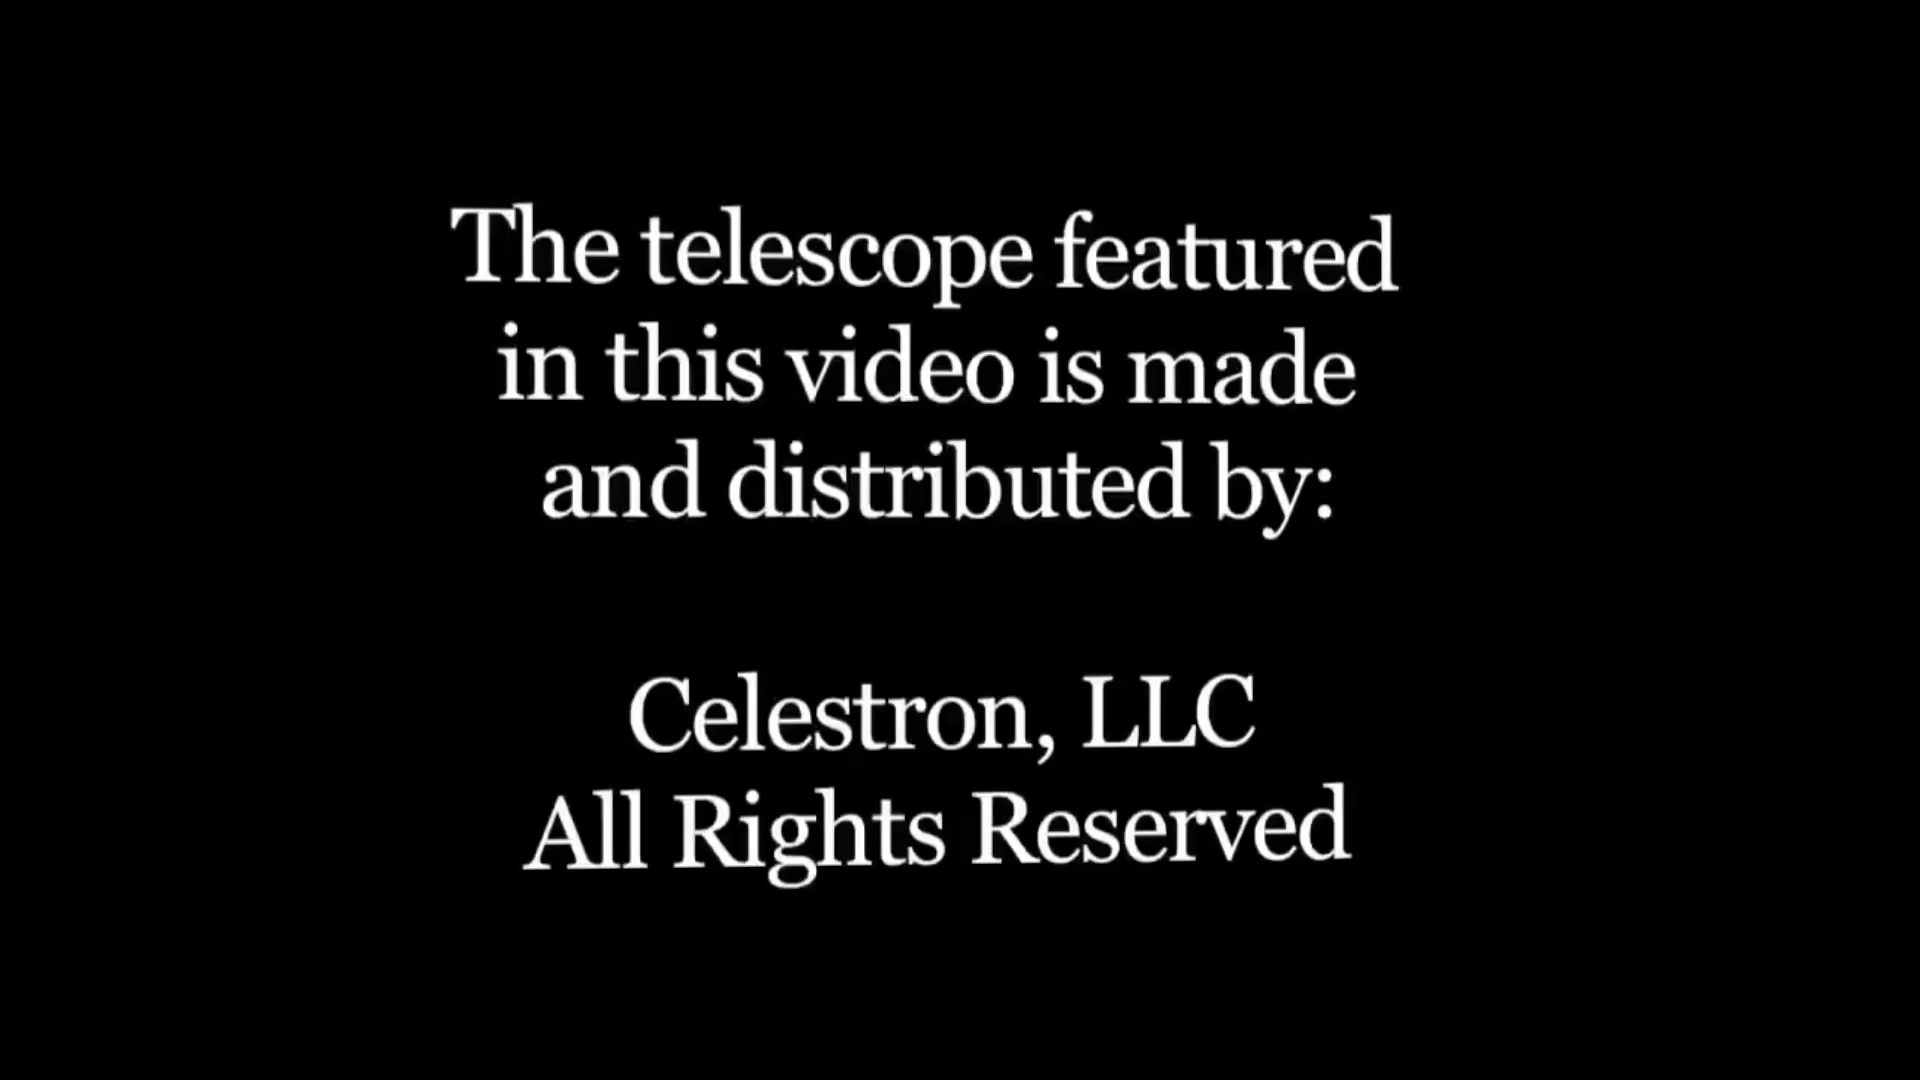 The telescope featured
in this video is made
and distributed by:
Celestron, LLC
All Rights Reserved